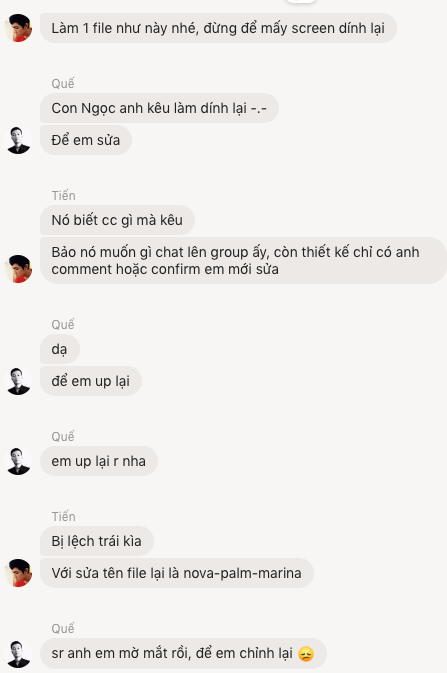 Làm 1 file như này nhé, đừng để mấy screen dính lại
Quế
Con Ngọc anh kêu làm dính lại -.-
Để em sửa
Tiến
Nó biết cc gì mà kêu
Bảo nó muốn gì chat lên group ấy, còn thiết kế chỉ có anh
comment hoặc confirm em mới sửa
Quế
dạ
để em up lại
Quế
em up lại r nha
Tiến
Bị lệch trái kìa
Với sửa tên file lại là nova-palm-marina
Quế
sr anh em mờ mắt rồi, để em chỉnh lại 😞